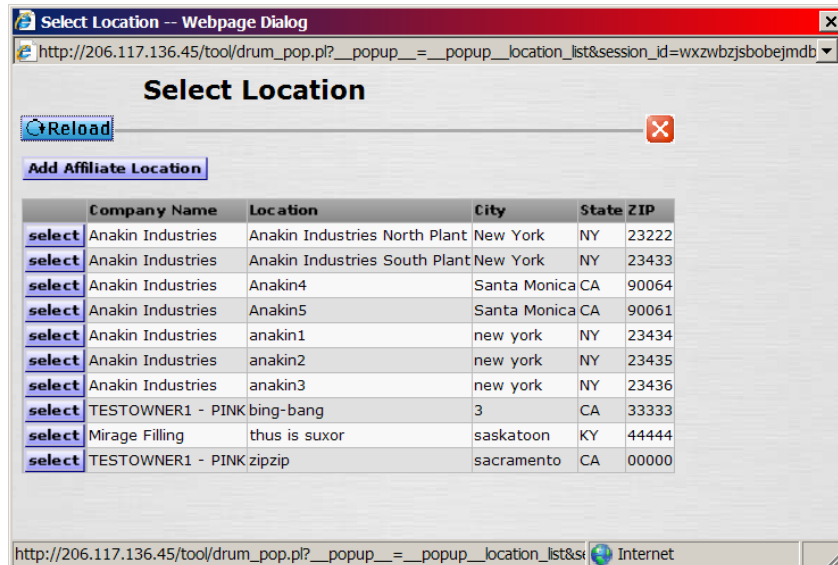 Select Location -- Webpage Dialog
http://206.117.136.45/tool/drum_pop.pl?__popup__=__popup__location_list&session_id=wxzwbzjsbobejmdb
Select Location
Reload
Add Affiliate Location
Company Name Location City State ZIP
select Anakin Industries Anakin Industries North Plant New York NY 23222
select Anakin Industries Anakin Industries South Plant New York NY 23433
select Anakin Industries Anakin4 Santa Monica CA 90064
select Anakin Industries Anakin5 Santa Monica CA 90061
select Anakin Industries anakin1 new york NY 23434
select Anakin Industries anakin2 new york NY 23435
select Anakin Industries anakin3 new york NY 23436
select TESTOWNER1 - PINK bing-bang 3 CA 33333
select Mirage Filling thus is suxor saskatoon KY 44444
select TESTOWNER1 - PINK zipzip sacramento CA 00000
http://206.117.136.45/tool/drum_pop.pl?__popup__=__popup__location_list&se Internet